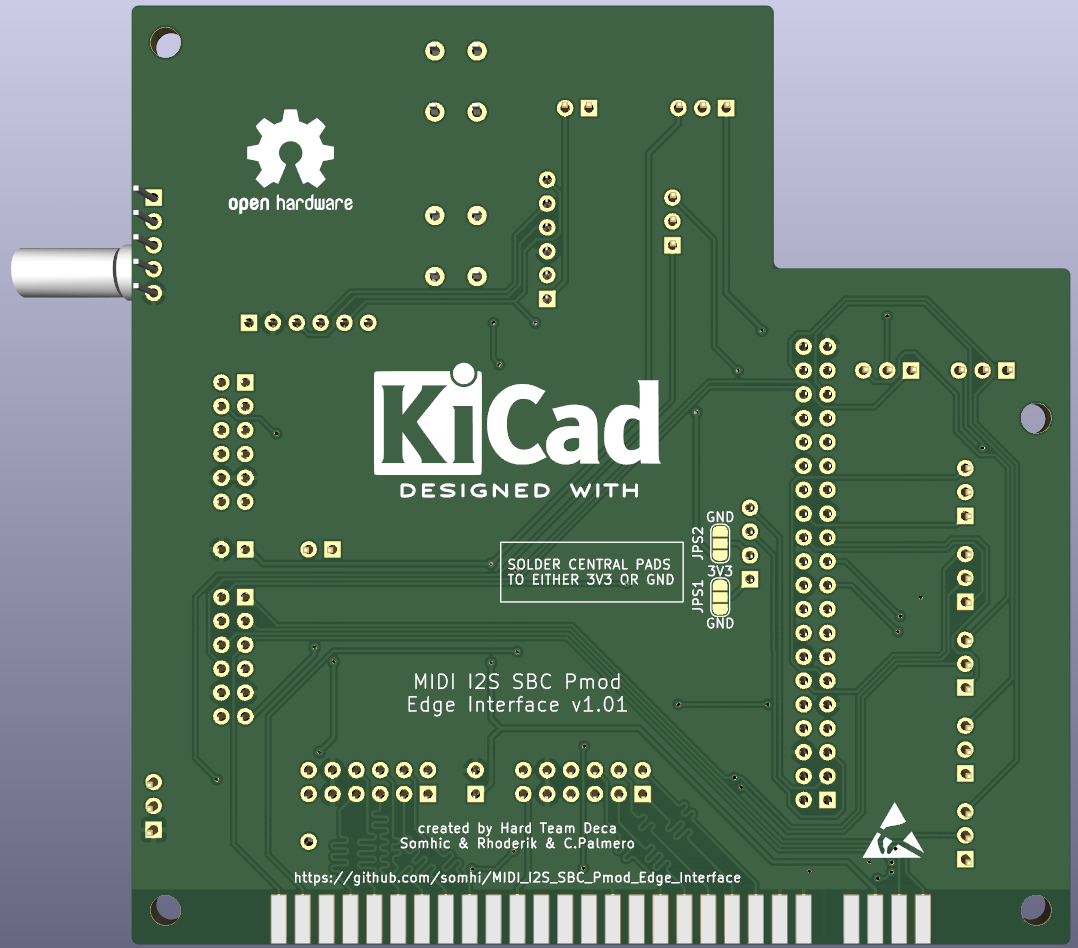 open hardware
KiCad
DESIGNED WITH
GND
JPS2
SOLDER CENTRAL PADS
TO EITHER 3V3 OR GND
3V3
JPS1
GND
MIDI I2S SBC Pmod
Edge Interface v1.01
created by Hard Team Deca
Somhic & Rhoderik & C.Palmero
https://github.com/somhi/MIDI_I2S_SBC_Pmod_Edge_Interface